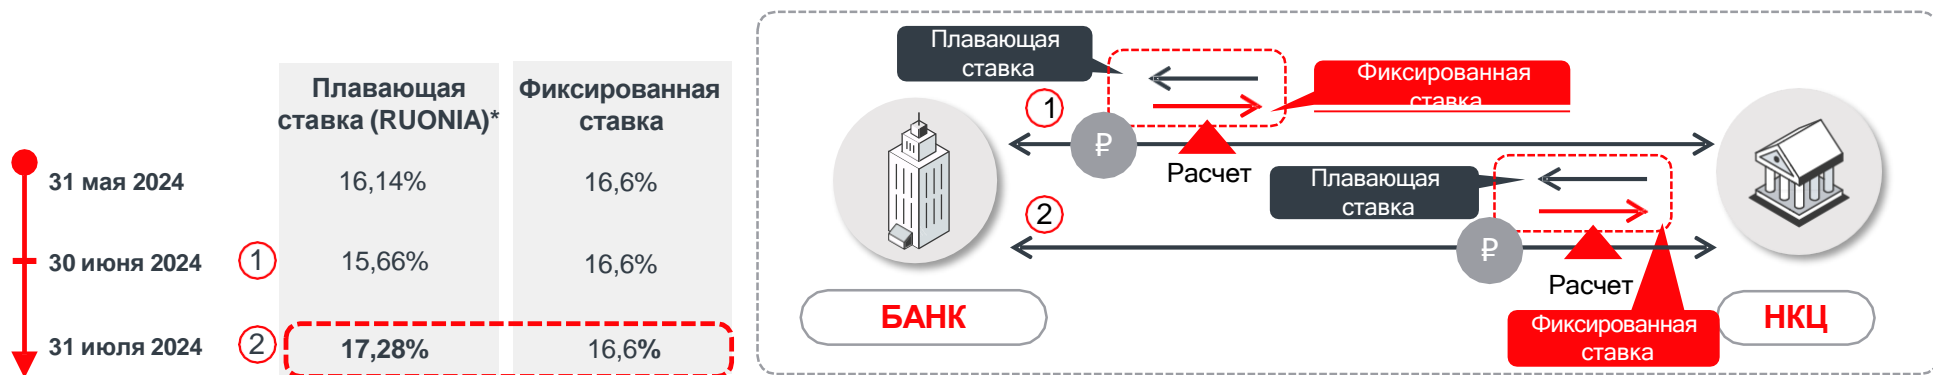 Плавающая
ставка (RUONIA)*
Фиксированная
ставка
31 мая 2024
16,14%
16,6%
30 июня 2024
1
15,66%
16,6%
31 июля 2024
2
17,28%
16,6%
Плавающая
ставка
Фиксированная
ставка
1
₽
Расчет
Плавающая
ставка
2
₽
Расчет
Фиксированная
ставка
БАНК
НКЦ